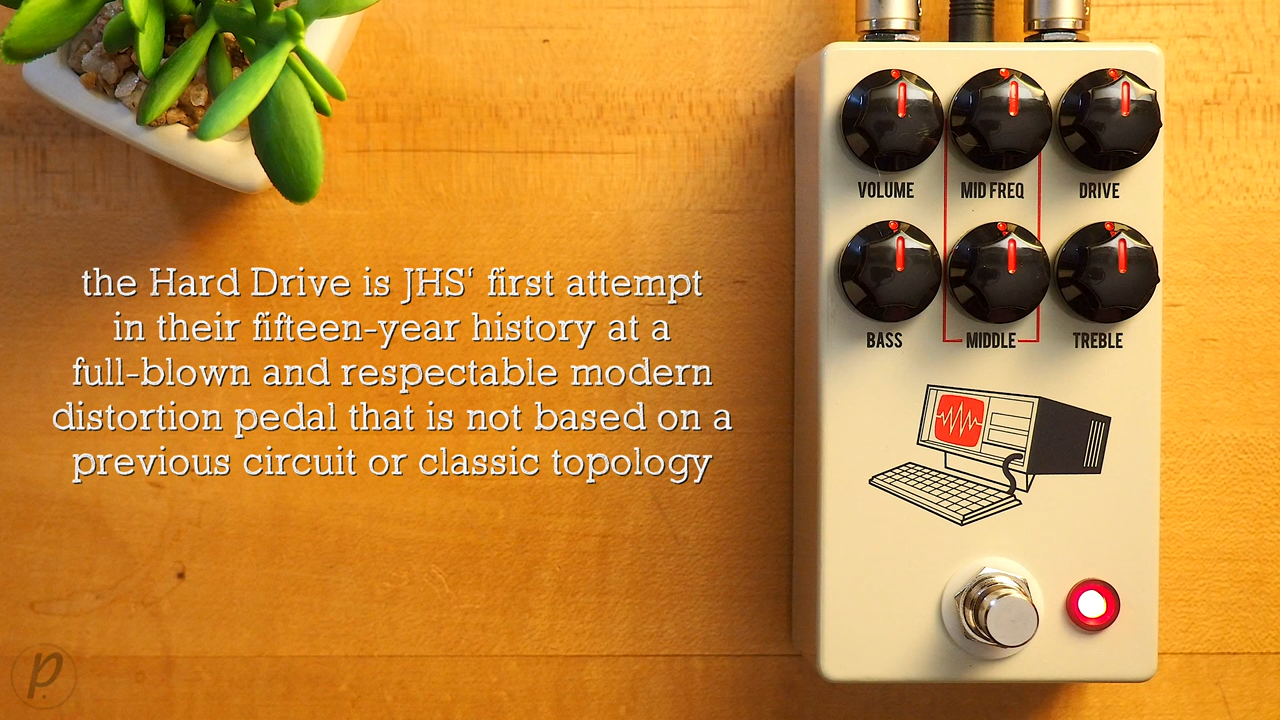 the Hard Drive is JHS‘ first attempt
in their fifteen-year history at a
full-blown and respectable modern
distortion pedal that is not based on a
previous circuit or classic topology
VOLUME MID FREQ DRIVE
BASS MIDDLE TREBLE
p.